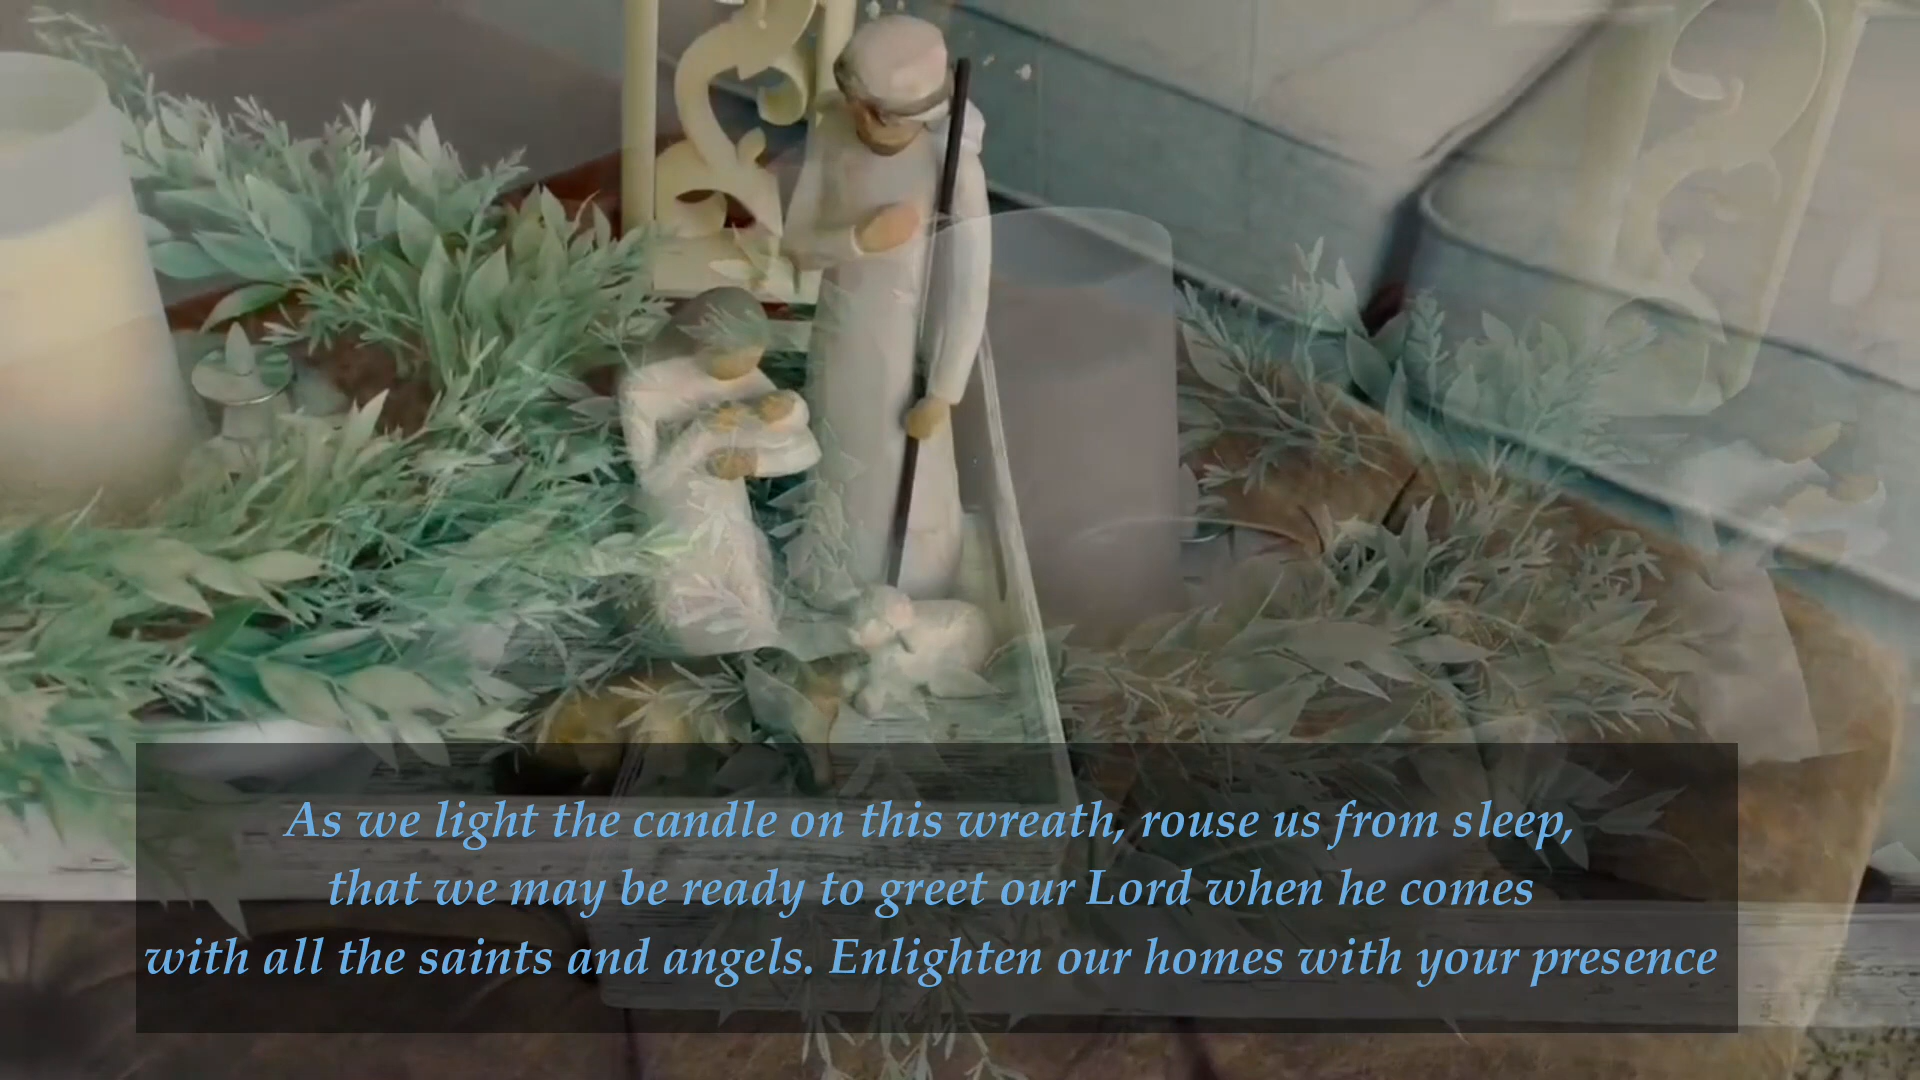 As we light the candle on this wreath, rouse us from sleep,
that we may be ready to greet our Lord when he comes
with all the saints and angels. Enlighten our homes with your presence